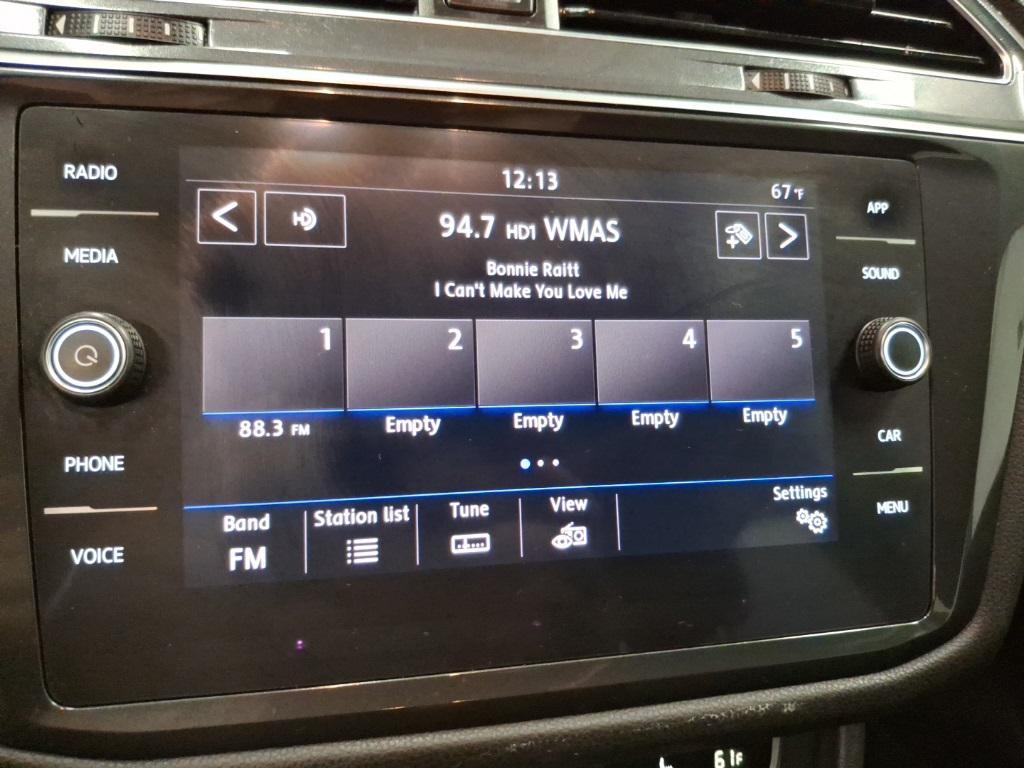 RADIO
MEDIA
PHONE
VOICE
12:13
67 °F
HD
94.7 HD1 WMAS
Bonnie Raitt
I Can't Make You Love Me
1 2 3 4 5
88.3 FM Empty Empty Empty Empty
Band Station list Tune View Settings
FM
APP
SOUND
CAR
MENU